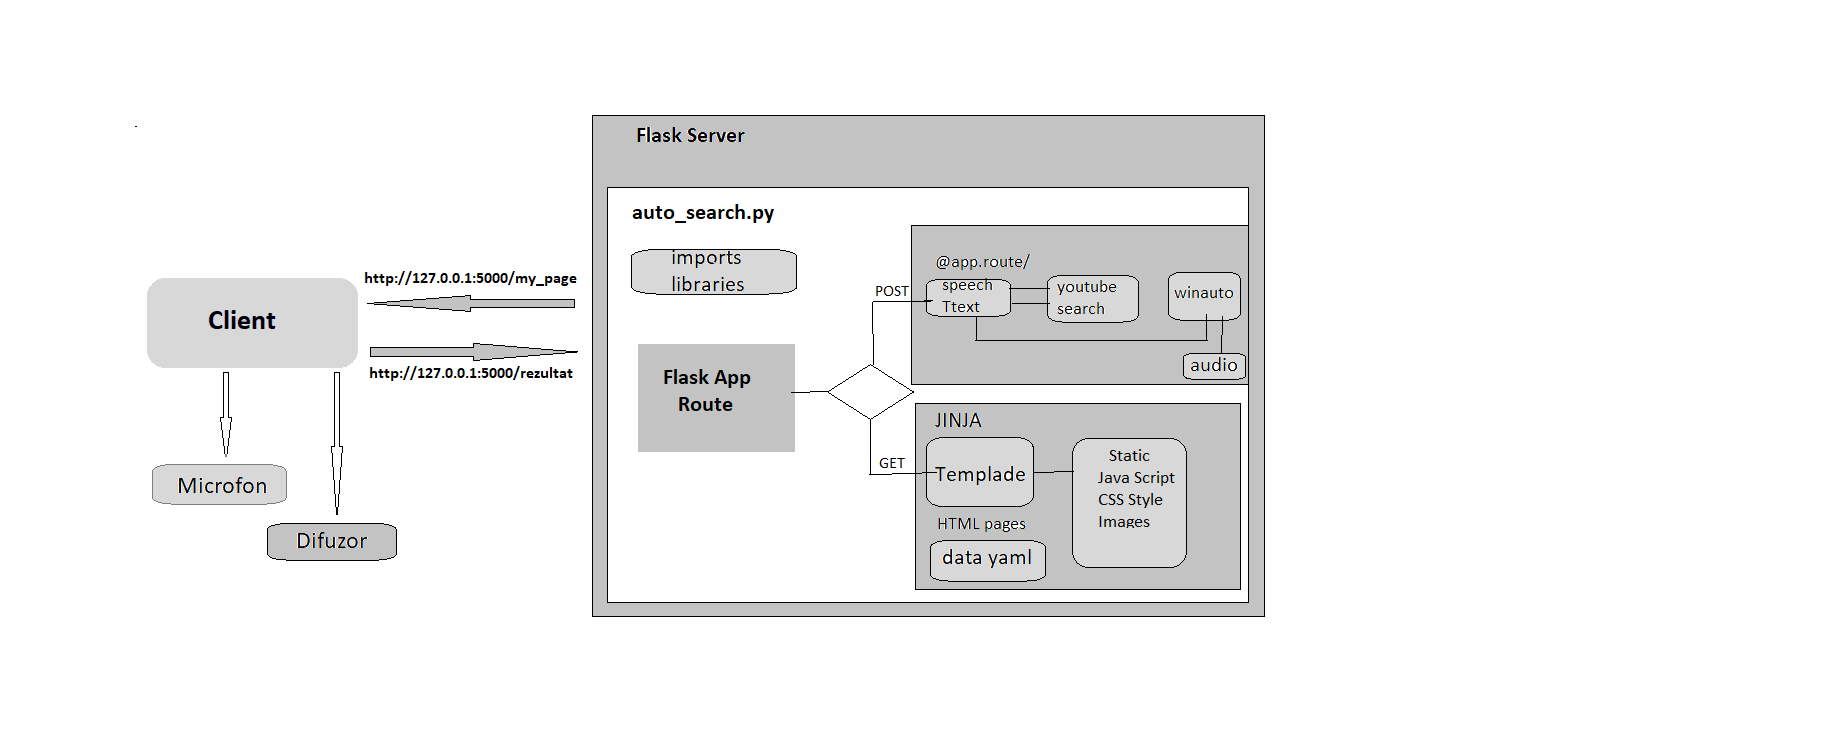 Flask Server
auto_search.py
imports
libraries
http://127.0.0.1:5000/my_page
Client
http://127.0.0.1:5000/rezultat
Microfon
Difuzor
Flask App
Route
POST
@app.route/
speech
Ttext
youtube
search
winauto
audio
GET
JINJA
Templade
HTML pages
data yaml
Static
Java Script
CSS Style
Images